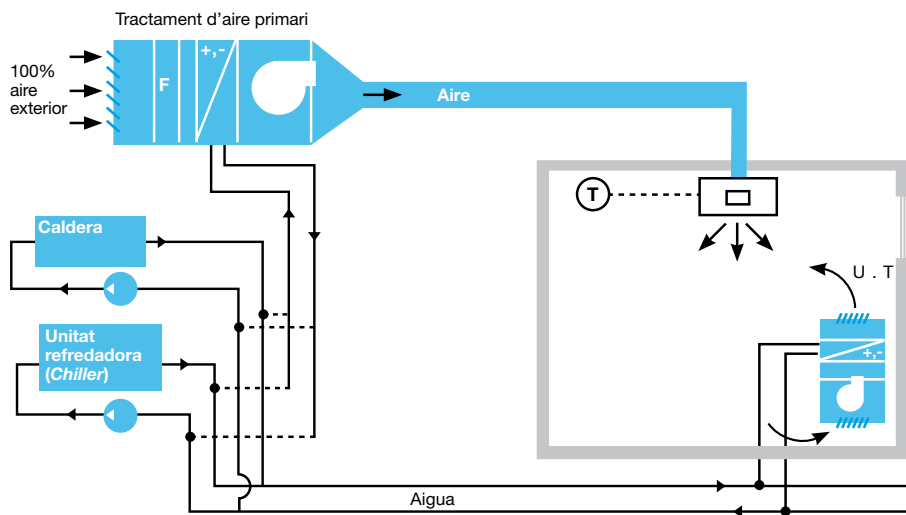 Tractament d’aire primari
100%
aire
exterior
F
+,-
Aire
T
Caldera
U . T
Unitat
refredadora
(Chiller)
+,-
Aigua